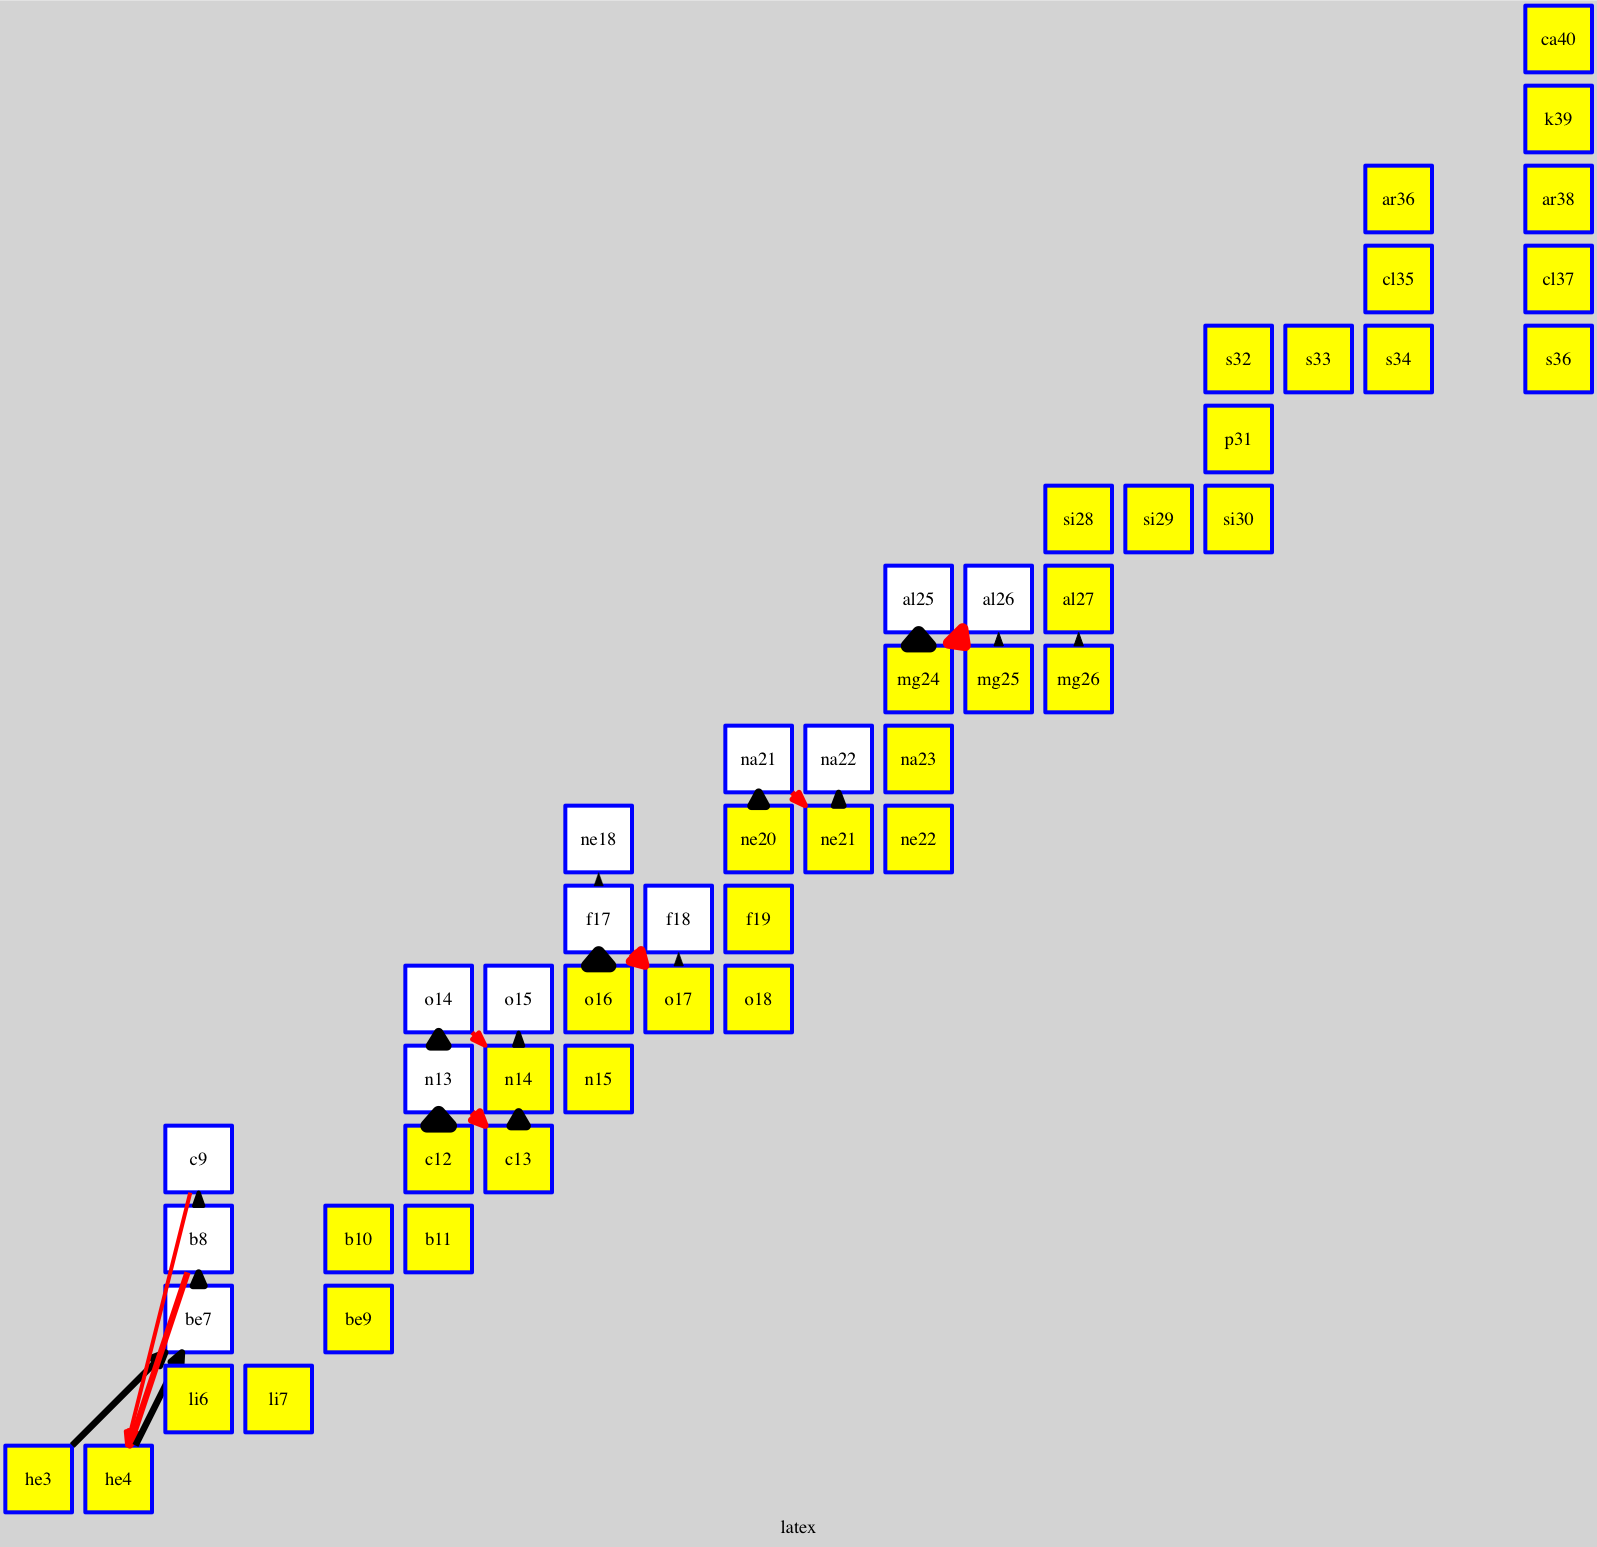 ca40
k39
ar36 ar38
cl35 cl37
s32 s33 s34 s36
p31
si28 si29 si30
al25 al26 al27
mg24 mg25 mg26
na21 na22 na23
ne18 ne20 ne21 ne22
f17 f18 f19
o14 o15 o16 o17 o18
n13 n14 n15
c9 c12 c13
b8 b10 b11
be7 be9
li6 li7
he3 he4
latex